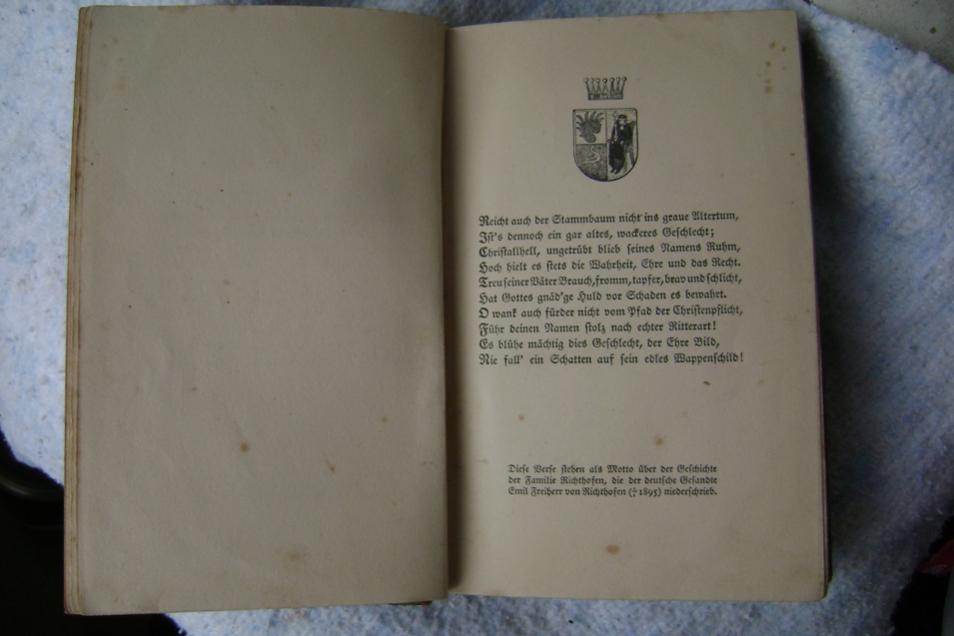 Reicht auch der Stammbaum nicht ins graue Altertum,
Ist's dennoch ein gar altes, wackeres Geschlecht;
Christallhell, ungetrübt blieb seines Namens Ruhm,
Hoch hielt es stets die Wahrheit, Ehre und das Recht.
Treu seiner Väter Brauch, fromm, tapfer, brav und schlicht,
Hat Gottes gnäd'ge Huld vor Schaden es bewahrt.
O wank auch fürder nicht vom Pfad der Christenpflicht,
Führ deinen Namen stolz nach echter Ritterart!
Es blühe mächtig dies Geschlecht, der Ehre Bild,
Nie fall' ein Schatten auf sein edles Wappenschild!
Diese Verse stehen als Motto über der Geschichte
der Familie Richthofen, die der deutsche Gesandte
Emil Freiherr von Richthofen († 1895) niederschrieb.